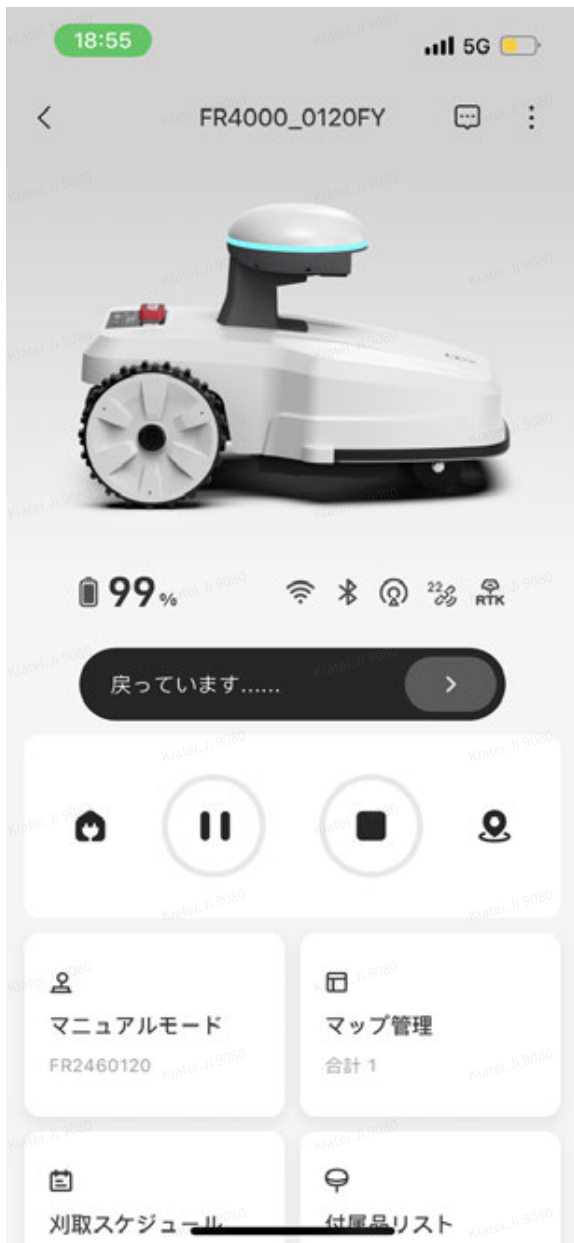 18:55
5G
FR4000_0120FY
99%
22
RTK
戻っています......
マニュアルモード
FR2460120
マップ管理
合計 1
刈取スケジュール
付属品リスト
Kiatei_Ji 9080